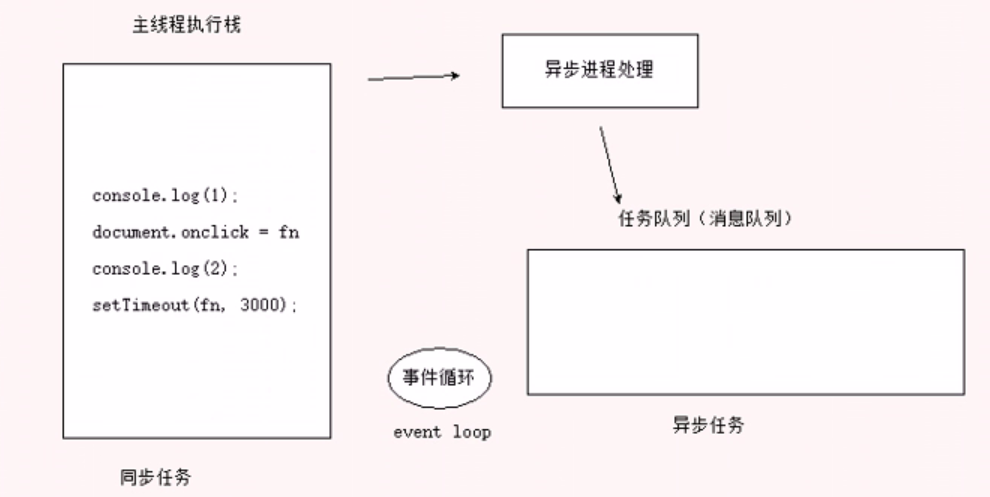 主线程执行栈
异步进程处理
console.log(1);
document.onclick = fn
console.log(2);
setTimeout(fn, 3000);
任务队列（消息队列）
事件循环
event loop
异步任务
同步任务